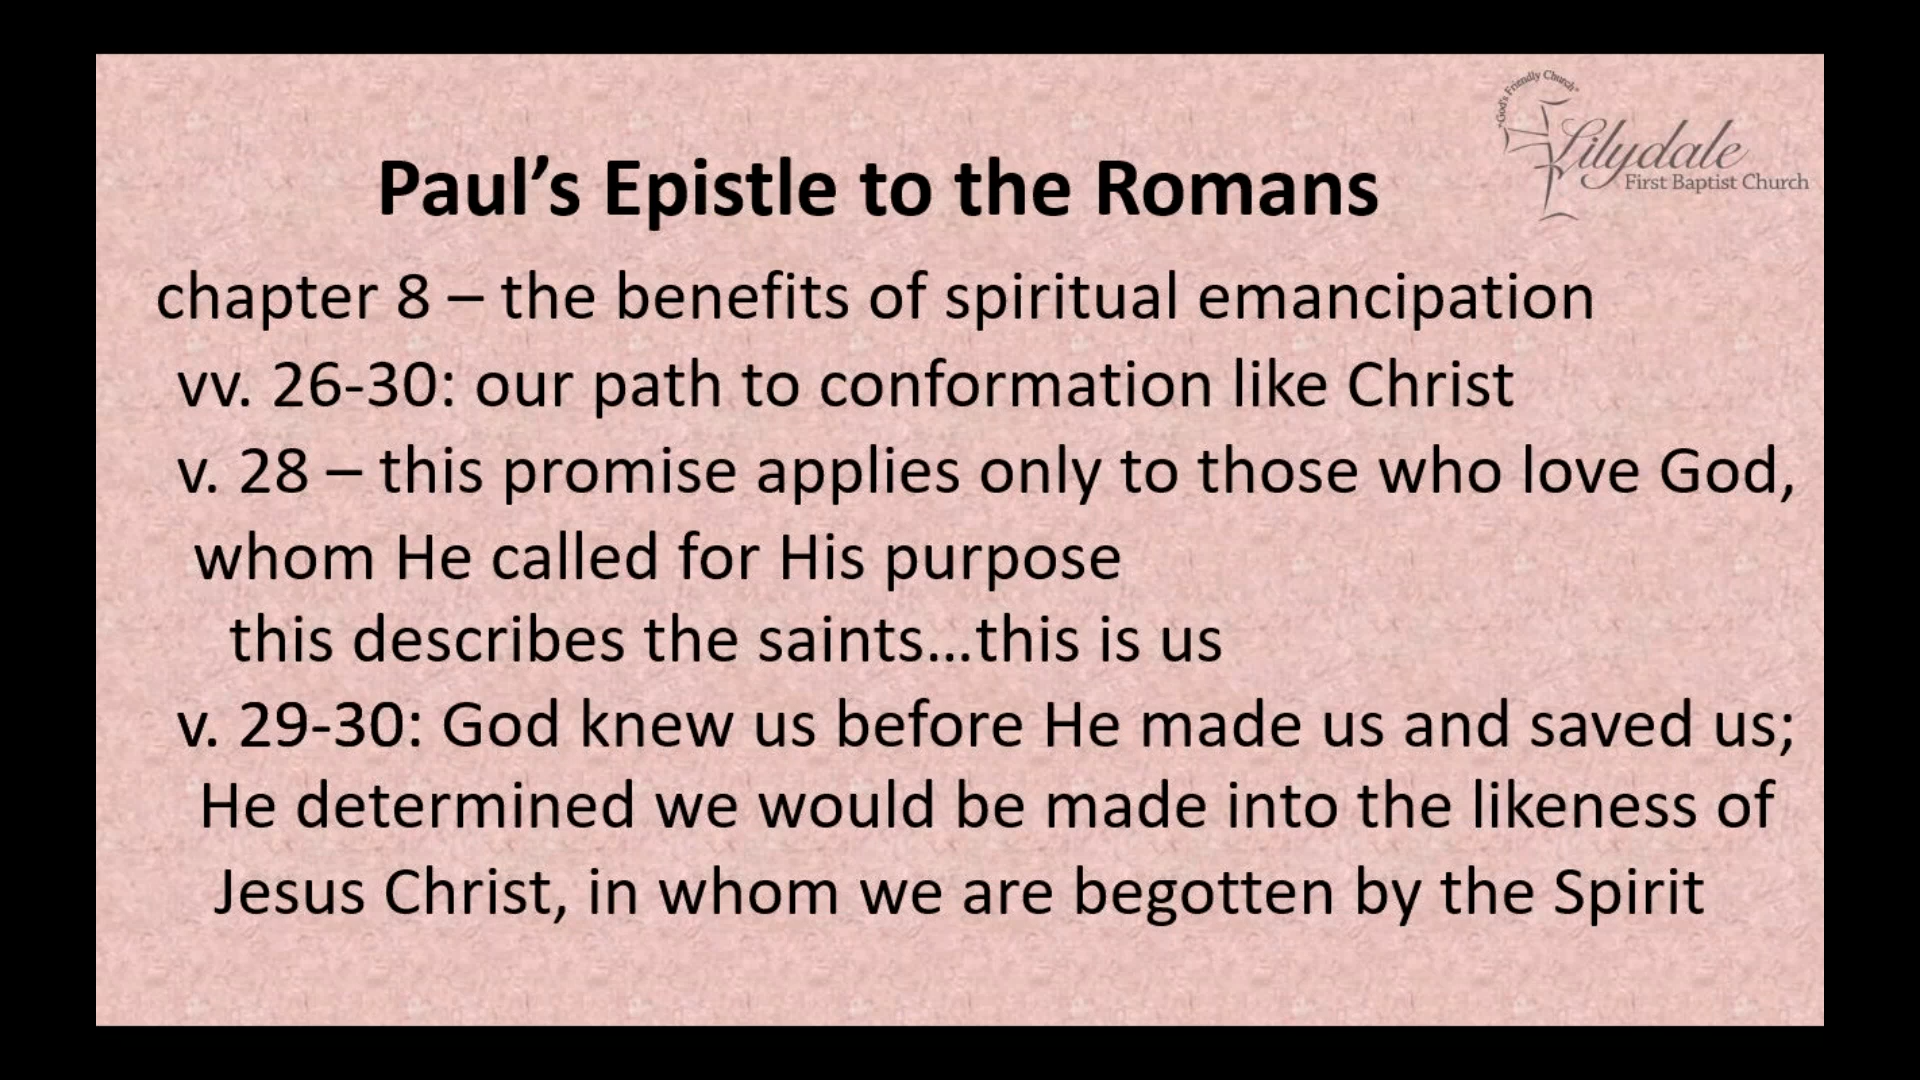 "God's Friendly Church"
Lilydale
First Baptist Church
Paul’s Epistle to the Romans
chapter 8 – the benefits of spiritual emancipation
vv. 26-30: our path to conformation like Christ
v. 28 – this promise applies only to those who love God,
whom He called for His purpose
this describes the saints…this is us
v. 29-30: God knew us before He made us and saved us;
He determined we would be made into the likeness of
Jesus Christ, in whom we are begotten by the Spirit